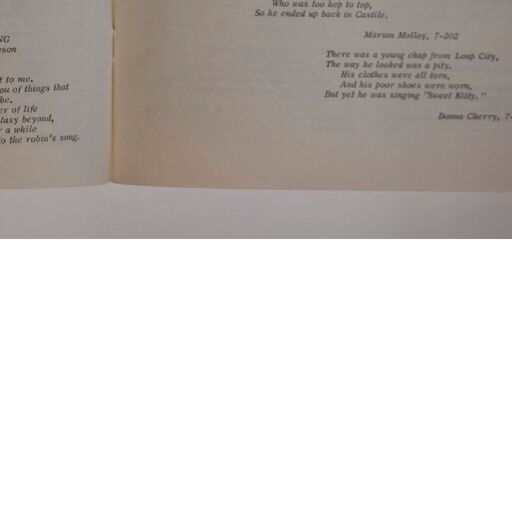 NG
t to me.
ou of things that
be.
er of life
tasy beyond,
a while
o the robin's song.
Who was too hep to top,
So he ended up back in Castile.
Marian Molloy, 7-202
There was a young chap from Loup City,
The way he looked was a pity.
His clothes were all torn,
And his poor shoes were worn,
But yet he was singing "Sweet Kitty."
Donna Cherry, 7-